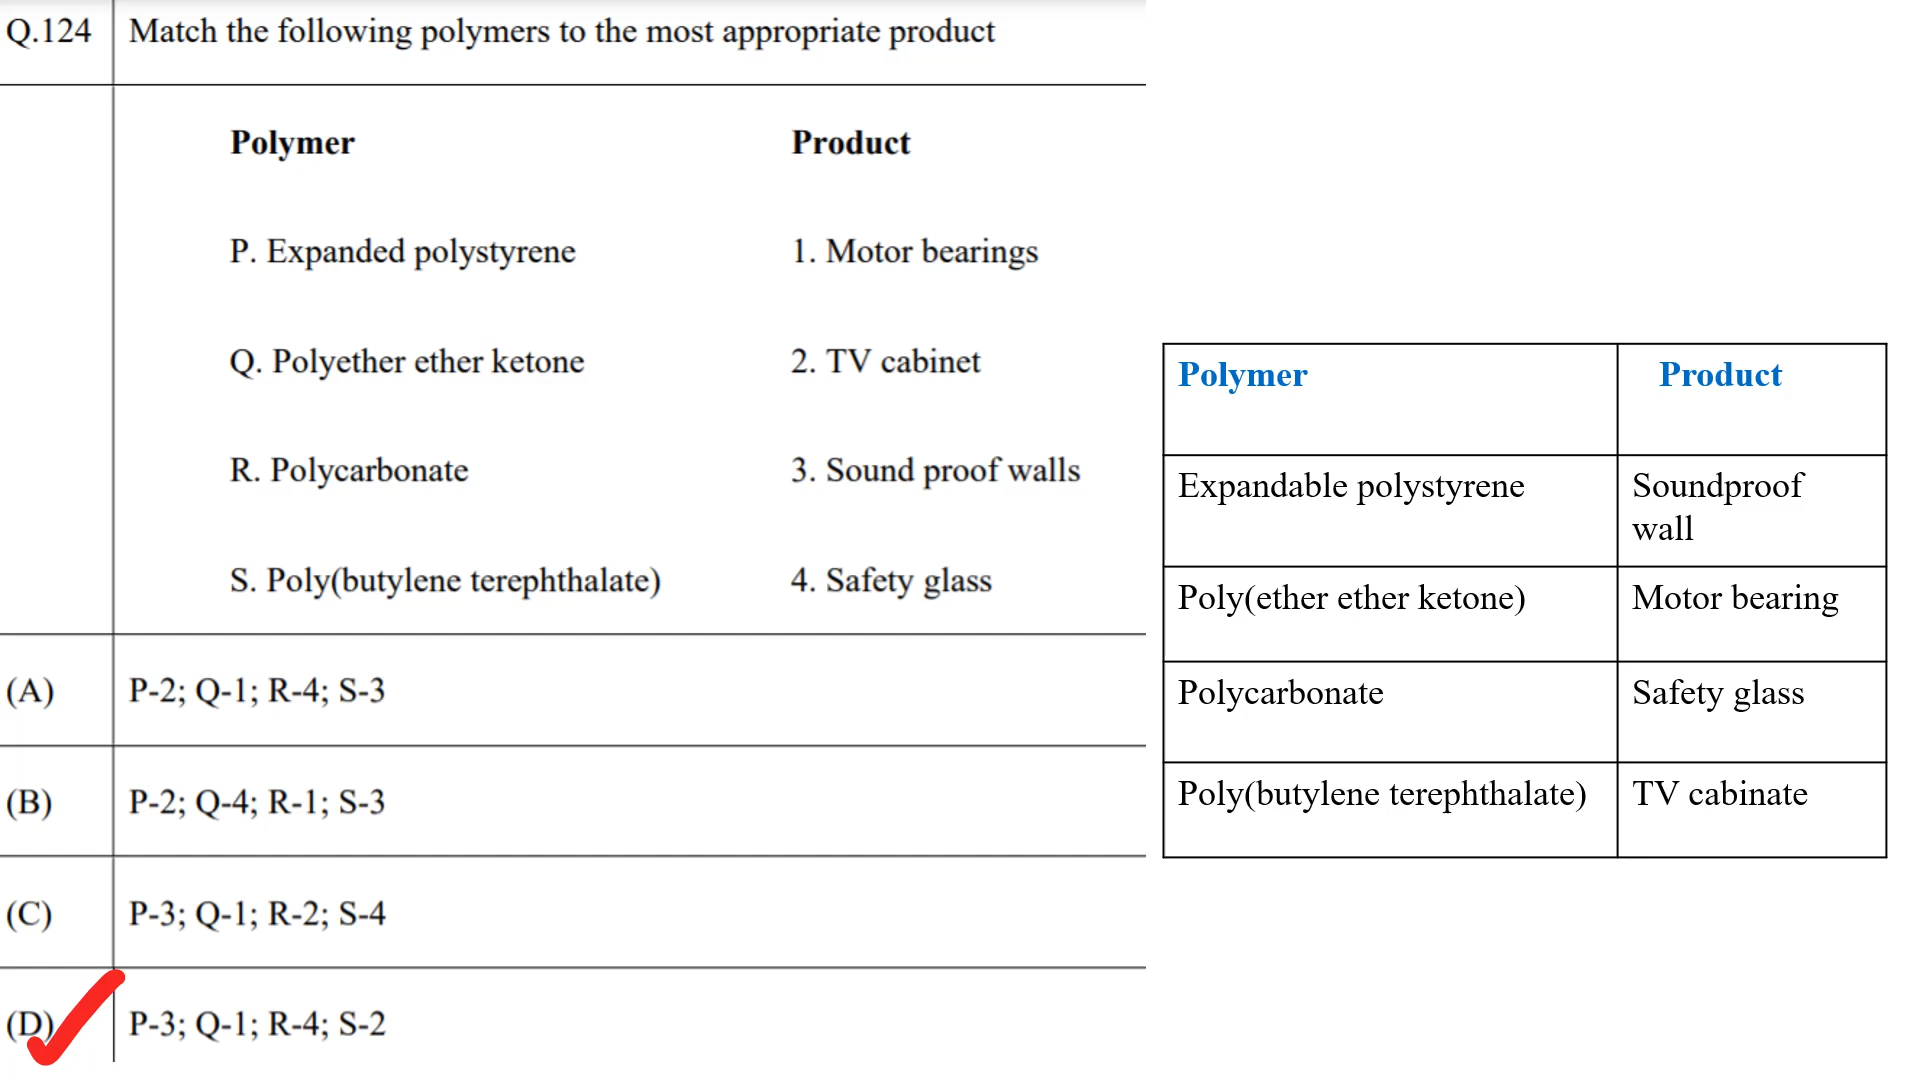 Q.124 Match the following polymers to the most appropriate product
Polymer Product
P. Expanded polystyrene 1. Motor bearings
Q. Polyether ether ketone 2. TV cabinet
R. Polycarbonate 3. Sound proof walls
S. Poly(butylene terephthalate) 4. Safety glass
(A) P-2; Q-1; R-4; S-3
(B) P-2; Q-4; R-1; S-3
(C) P-3; Q-1; R-2; S-4
(D) P-3; Q-1; R-4; S-2
Polymer Product
Expandable polystyrene Soundproof
wall
Poly(ether ether ketone) Motor bearing
Polycarbonate Safety glass
Poly(butylene terephthalate) TV cabinate